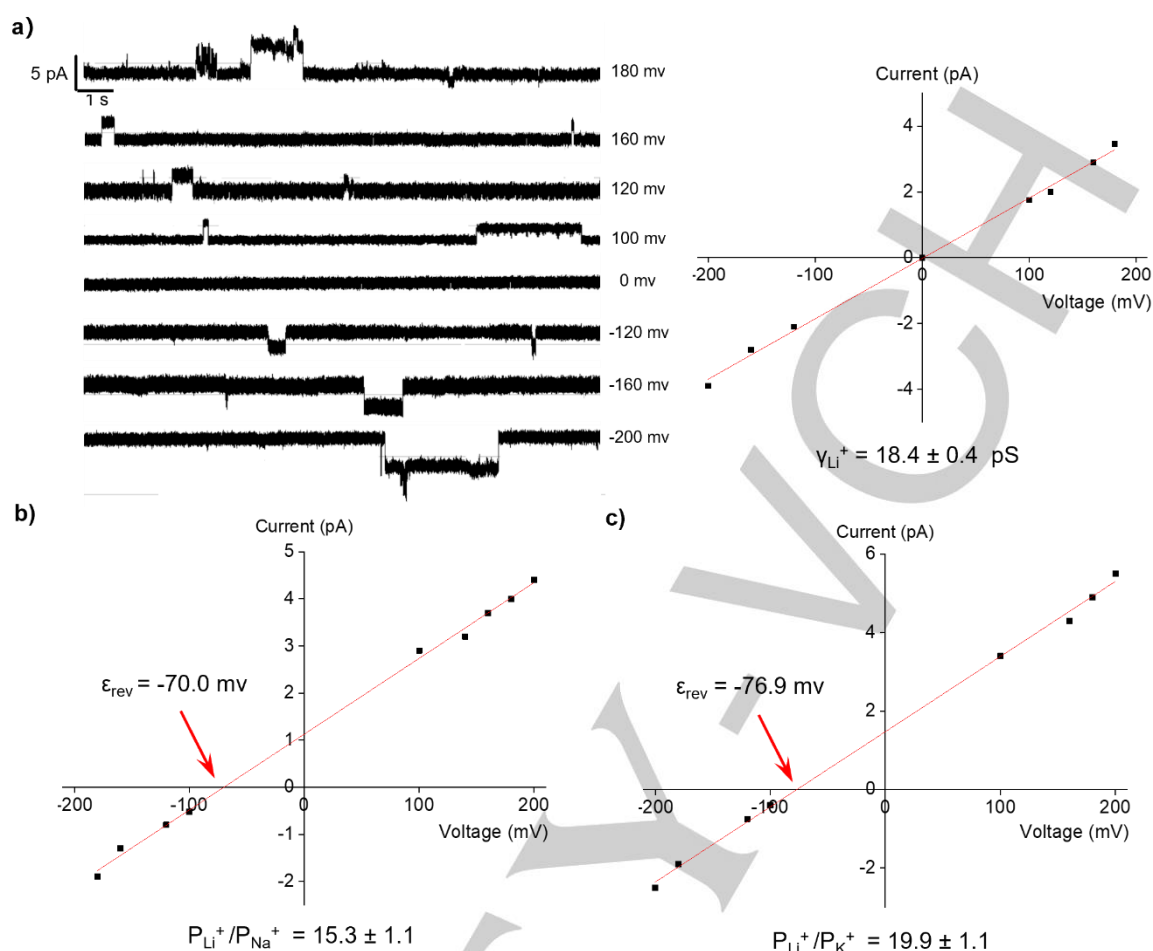 a)
5 pA
1 s
180 mv
160 mv
120 mv
100 mv
0 mv
-120 mv
-160 mv
-200 mv
Current (pA)
4
2
0
-2
-4
-200 -100 0 100 200
Voltage (mV)
γLi+ = 18.4 ± 0.4 pS
b)
Current (pA)
5
4
3
2
1
0
-1
-2
-200 -100 0 100 200
Voltage (mV)
εrev = -70.0 mv
PLi+/PNa+ = 15.3 ± 1.1
c)
Current (pA)
6
4
2
0
-2
-200 -100 0 100 200
Voltage (mV)
εrev = -76.9 mv
PLi+/PK+ = 19.9 ± 1.1
Y-VCH